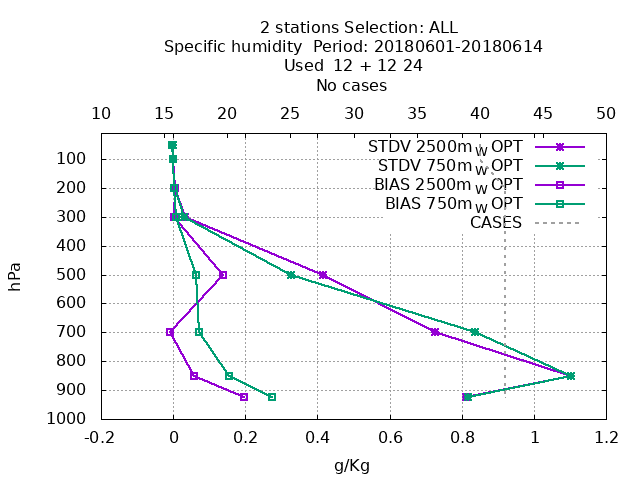 2 stations Selection: ALL
Specific humidity  Period: 20180601-20180614
Used  12 + 12 24
No cases
10 15 20 25 30 35 40 45 50
STDV 2500m_W OPT
STDV 750m_W OPT
BIAS 2500m_W OPT
BIAS 750m_W OPT
CASES
hPa
100
200
300
400
500
600
700
800
900
1000
-0.2 0 0.2 0.4 0.6 0.8 1 1.2
g/Kg